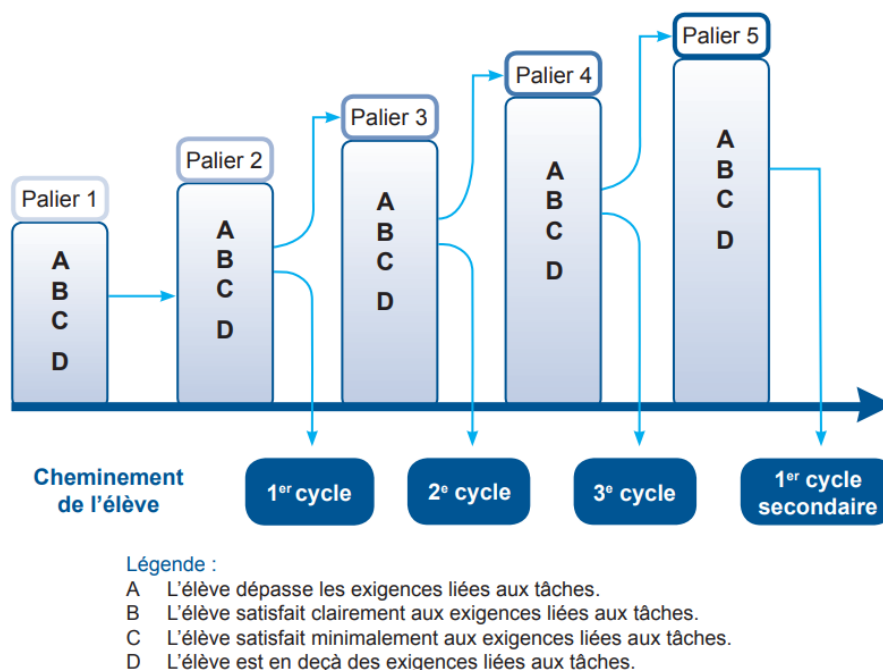 Palier 1
A
B
C
D
Palier 2
A
B
C
D
Palier 3
A
B
C
D
Palier 4
A
B
C
D
Palier 5
A
B
C
D
Cheminement
de l’élève
1er cycle
2e cycle
3e cycle
1er cycle
secondaire
Légende :
A L’élève dépasse les exigences liées aux tâches.
B L’élève satisfait clairement aux exigences liées aux tâches.
C L’élève satisfait minimalement aux exigences liées aux tâches.
D L’élève est en deçà des exigences liées aux tâches.